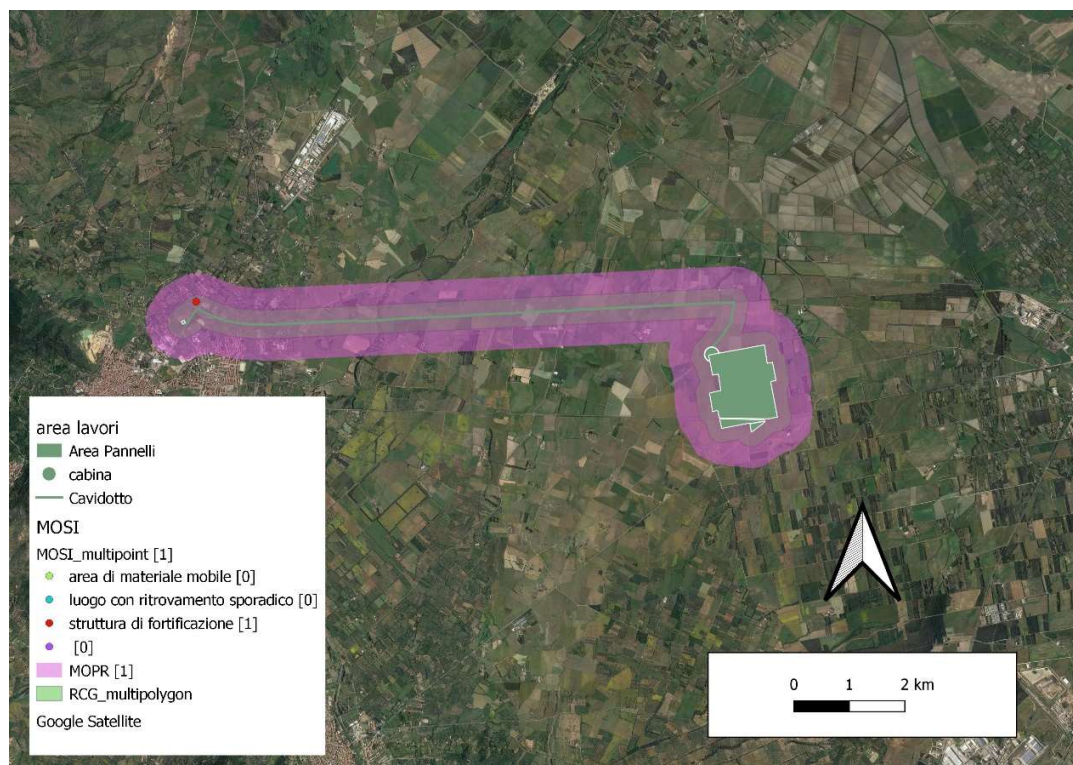 area lavori
Area Pannelli
cabina
Cavidotto
MOSI
MOSI_multipoint [1]
area di materiale mobile [0]
luogo con ritrovamento sporadico [0]
struttura di fortificazione [1]
[0]
MOPR [1]
RCG_multipolygon
Google Satellite
0 1 2 km